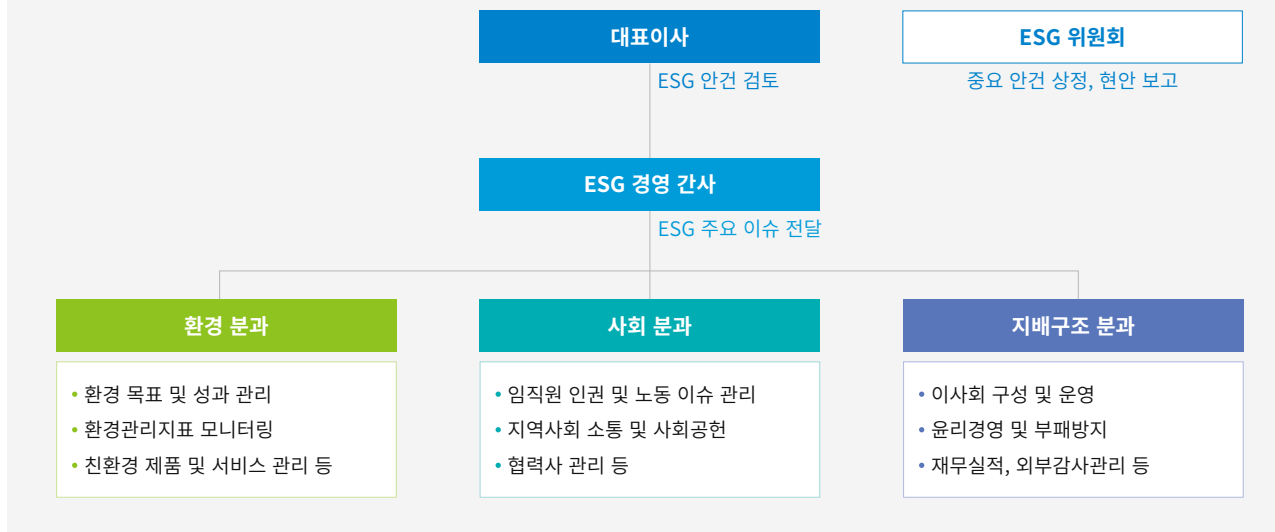 대표이사
ESG 위원회
ESG 안건 검토
중요 안건 상정, 현안 보고
ESG 경영 간사
ESG 주요 이슈 전달
환경 분과
• 환경 목표 및 성과 관리
• 환경관리지표 모니터링
• 친환경 제품 및 서비스 관리 등
사회 분과
• 임직원 인권 및 노동 이슈 관리
• 지역사회 소통 및 사회공헌
• 협력사 관리 등
지배구조 분과
• 이사회 구성 및 운영
• 윤리경영 및 부패방지
• 재무실적, 외부감사관리 등